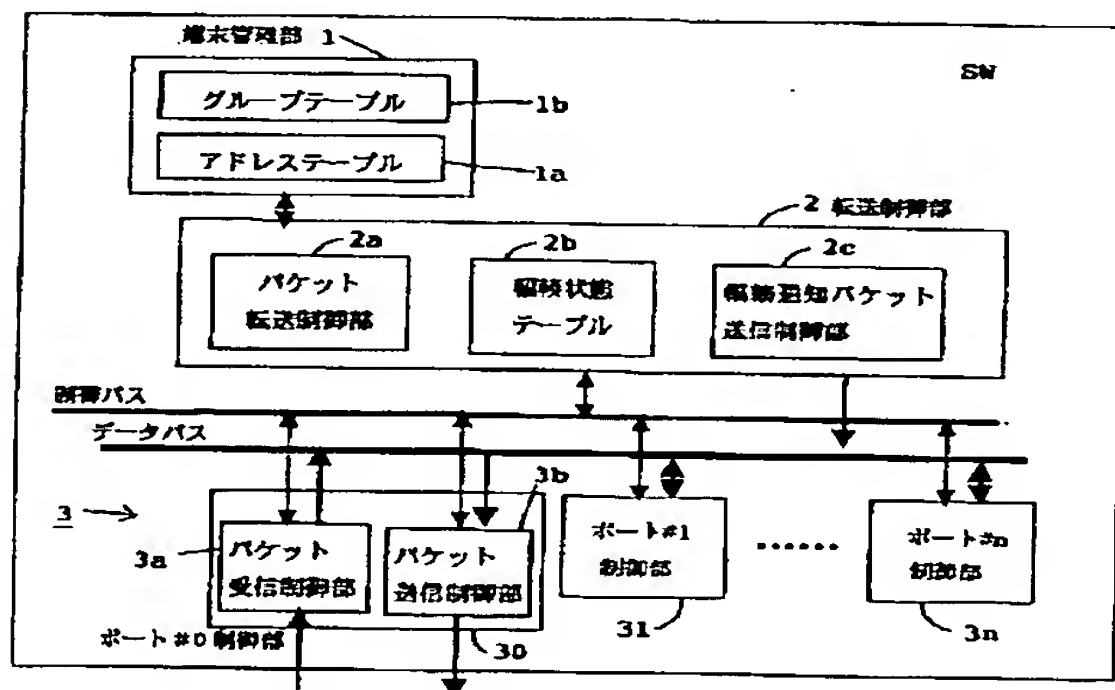 端末管理部 1
SW
グループテーブル
1b
アドレステーブル
1a
2 転送制御部
2a
2b
2c
パケット
転送制御部
輻輳状態
テーブル
輻輳通知パケット
送信制御部
制御バス
データバス
3
3a
パケット
受信制御部
3b
パケット
送信制御部
ポート#1
制御部
······
ポート#n
制御部
31
3n
ポート#0制御部
30